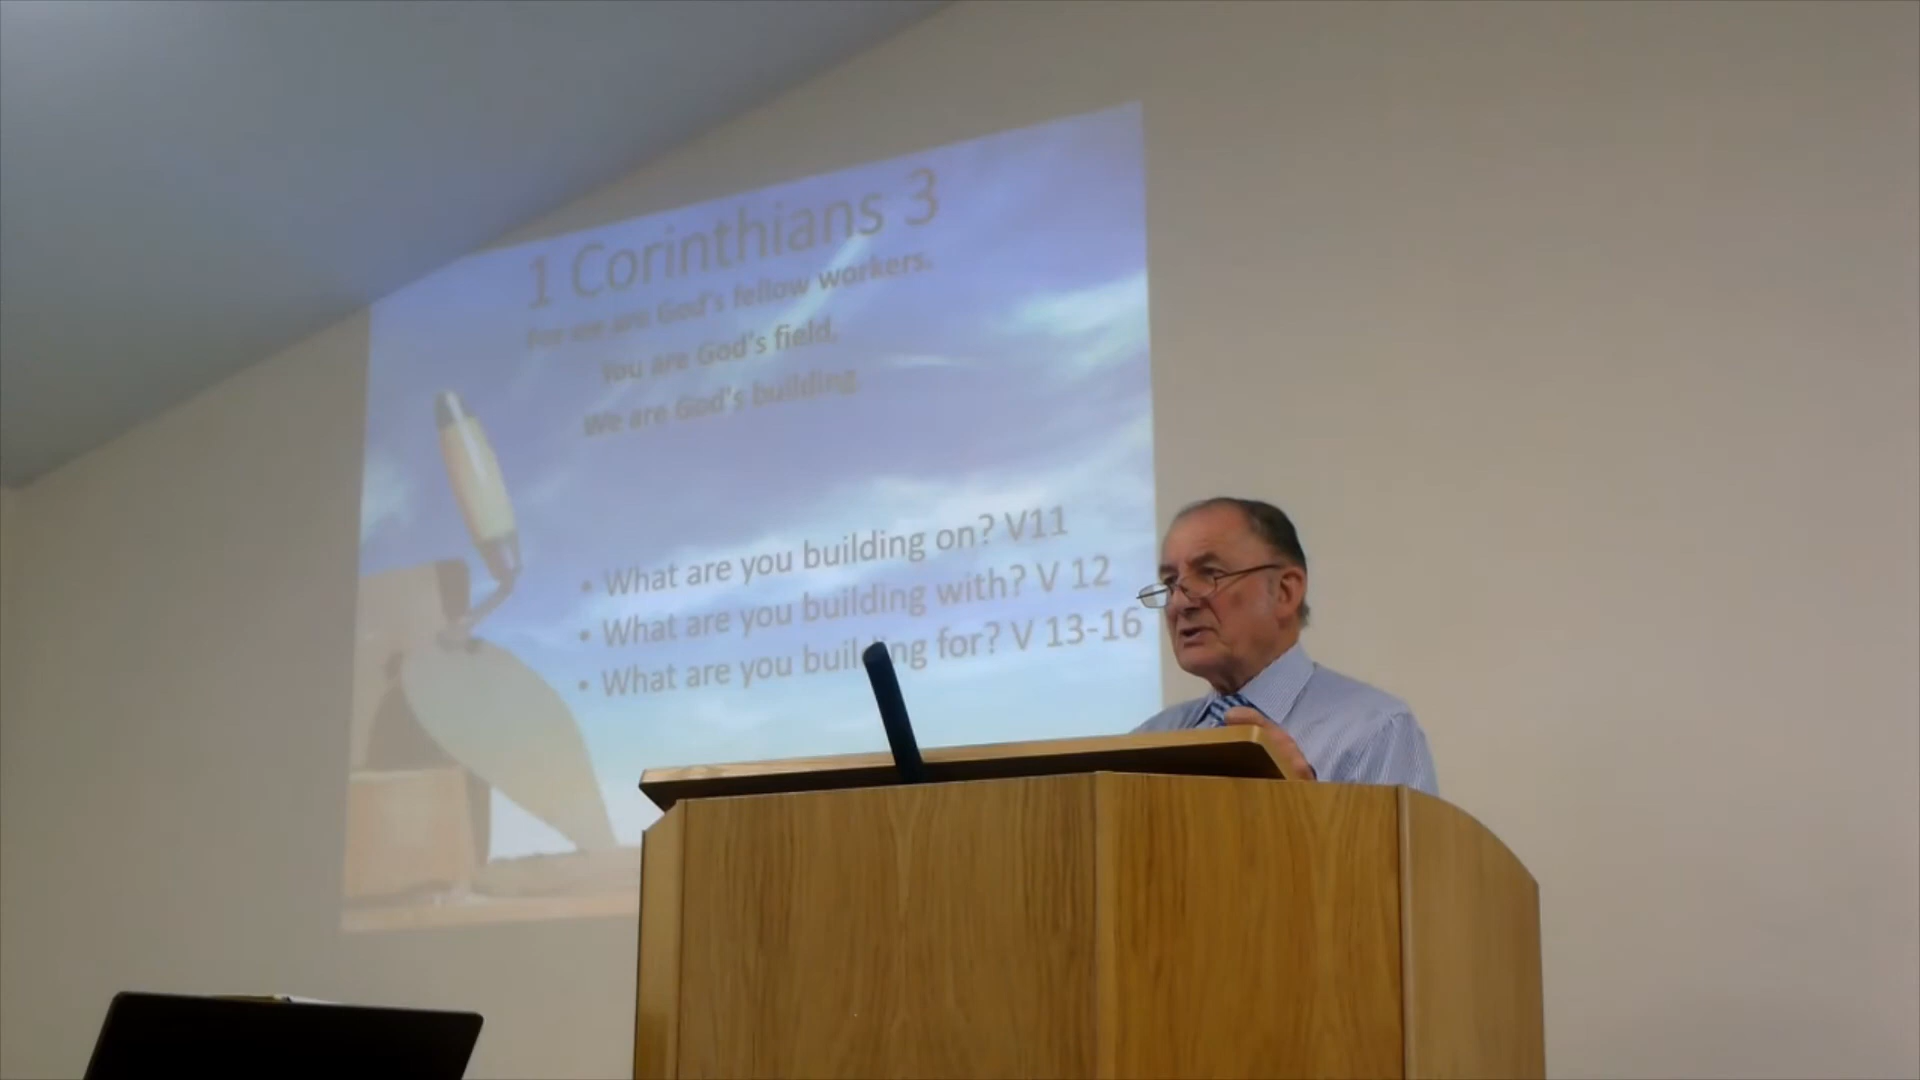 1 Corinthians 3
For we are God's fellow workers.
You are God's field,
We are God's building.
• What are you building on? V11
• What are you building with? V 12
• What are you building for? V 13-16